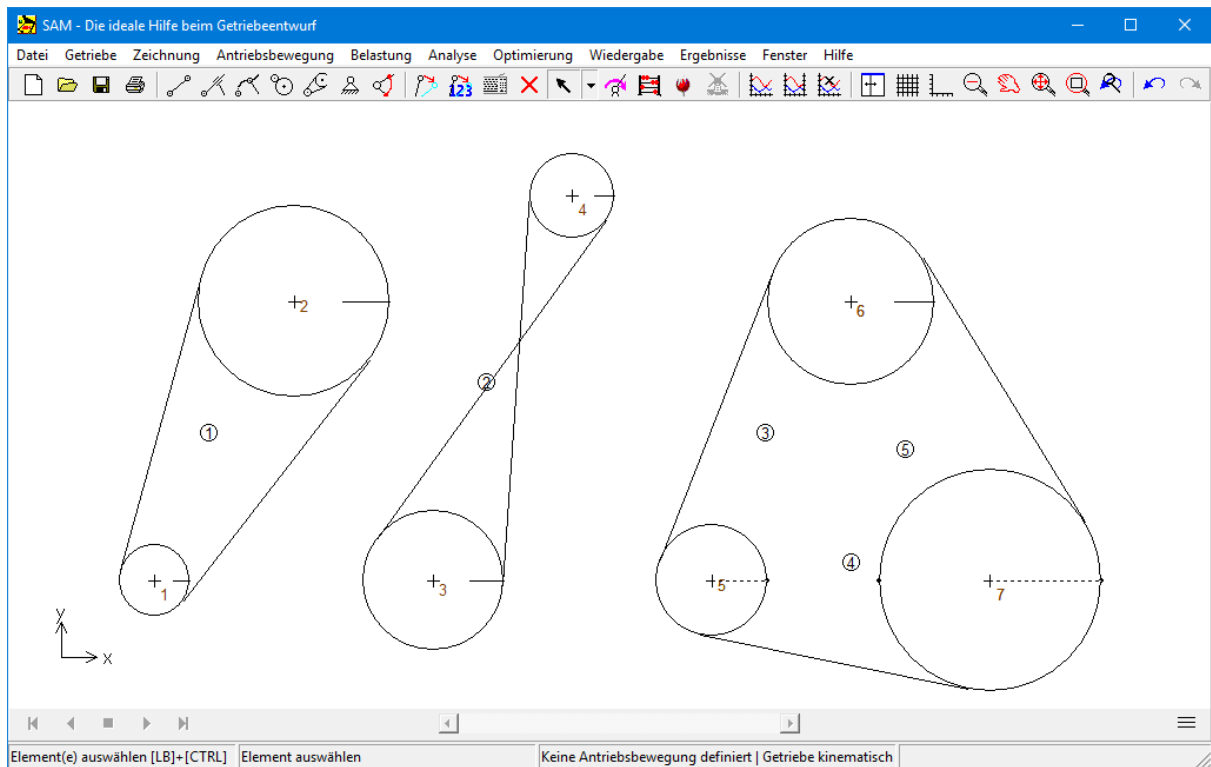 SAM - Die ideale Hilfe beim Getriebeentwurf
Datei Getriebe Zeichnung Antriebsbewegung Belastung Analyse Optimierung Wiedergabe Ergebnisse Fenster Hilfe
123
4
2
6
2
1
3
5
4
1
3
5
7
y
x
Element(e) auswählen [LB]+[CTRL] Element auswählen Keine Antriebsbewegung definiert | Getriebe kinematisch